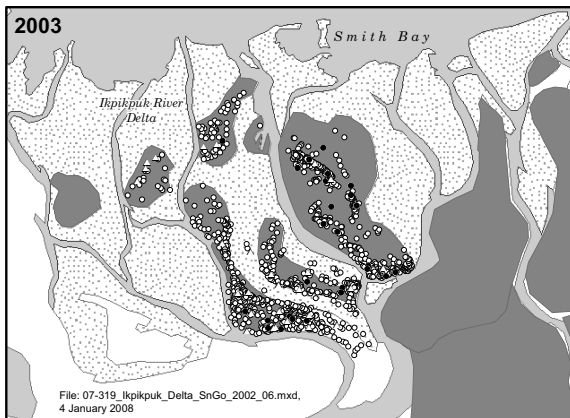 2003
Smith Bay
Ikpikpuk River
Delta
File: 07-319_Ikpikpuk_Delta_SnGo_2002_06.mxd,
4 January 2008